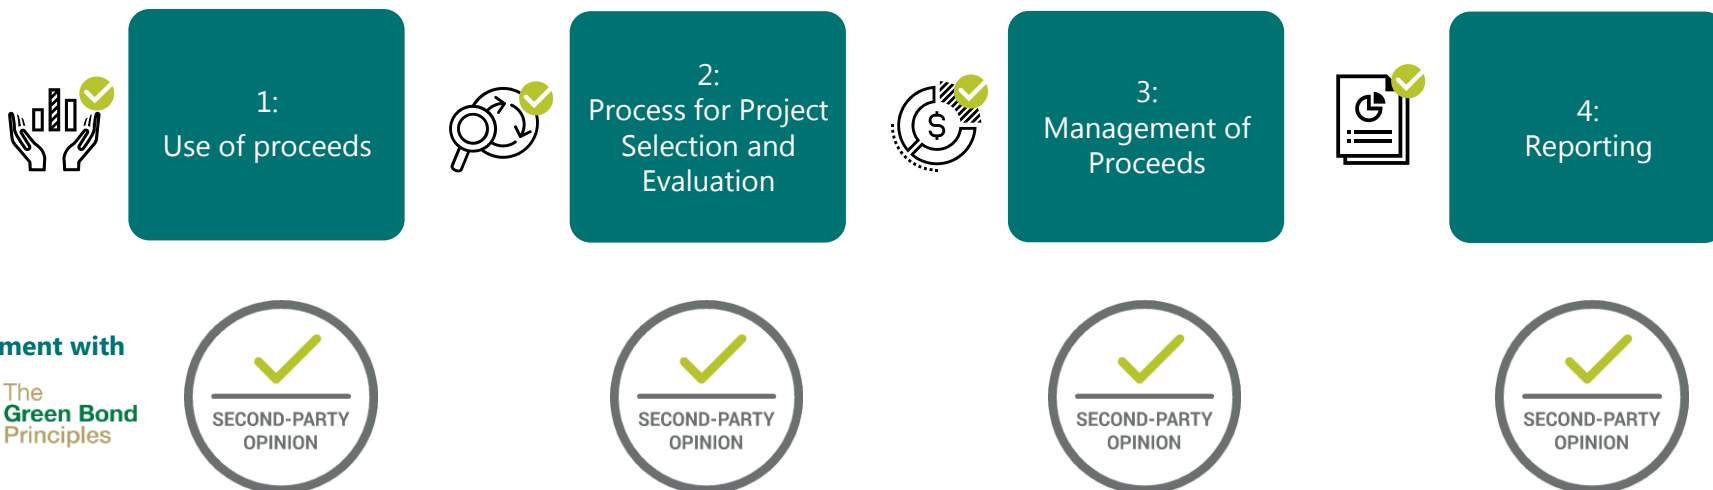 1:
Use of proceeds
2:
Process for Project
Selection and
Evaluation
3:
Management of
Proceeds
4:
Reporting
ment with
The
Green Bond
Principles
SECOND-PARTY
OPINION
SECOND-PARTY
OPINION
SECOND-PARTY
OPINION
SECOND-PARTY
OPINION